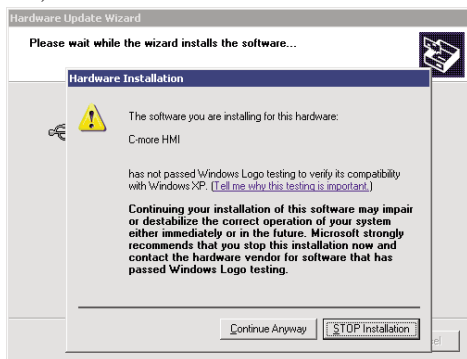 Hardware Update Wizard
Please wait while the wizard installs the software...
Hardware Installation
The software you are installing for this hardware:
C-more HMI
has not passed Windows Logo testing to verify its compatibility
with Windows XP. (Tell me why this testing is important.)
Continuing your installation of this software may impair
or destabilize the correct operation of your system
either immediately or in the future. Microsoft strongly
recommends that you stop this installation now and
contact the hardware vendor for software that has
passed Windows Logo testing.
Continue Anyway
STOP Installation